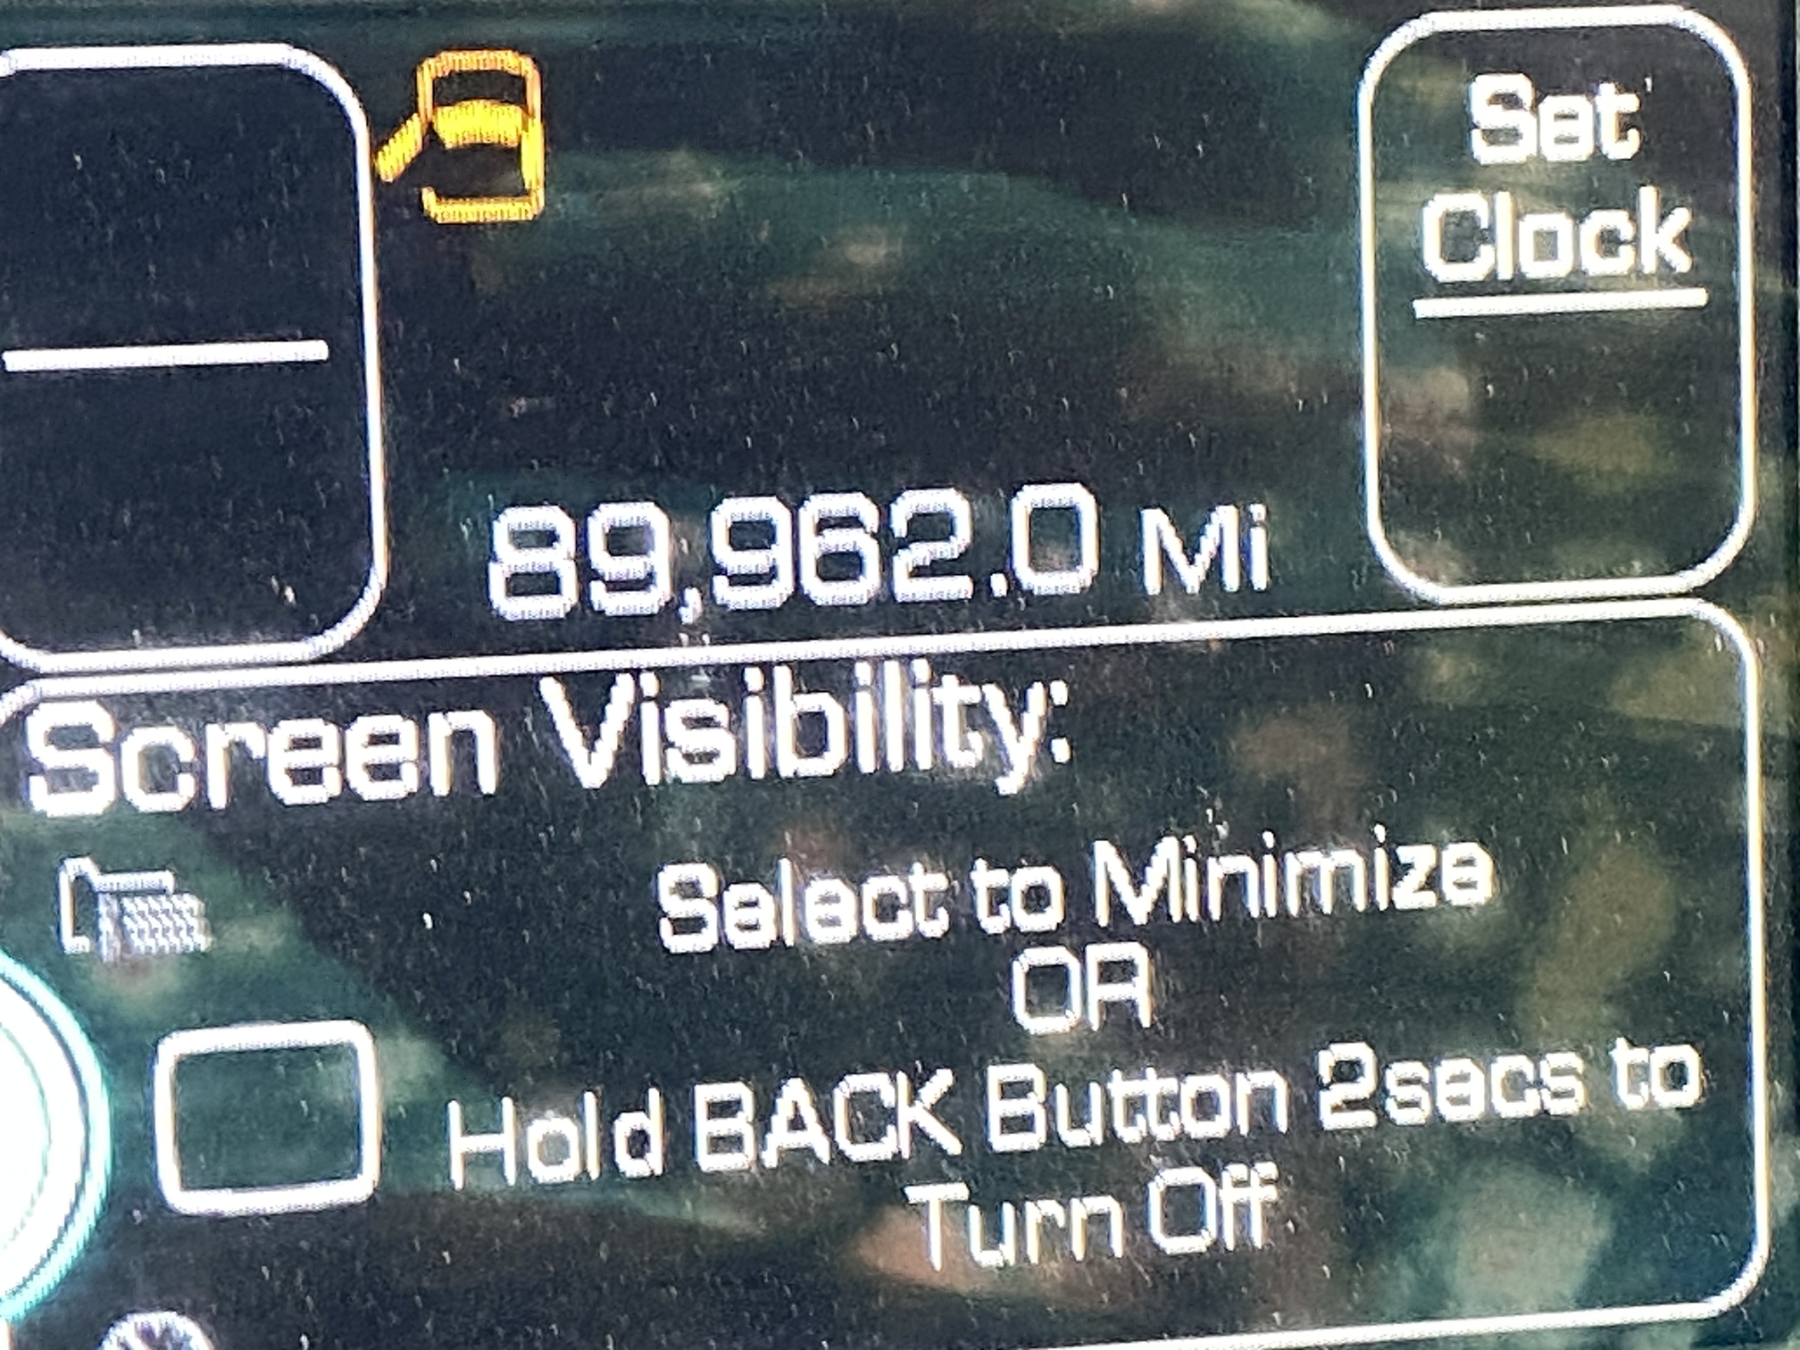 Set
Clock
89,962.0 Mi
Screen Visibility:
Select to Minimize
OR
Hold BACK Button 2secs to
Turn Off